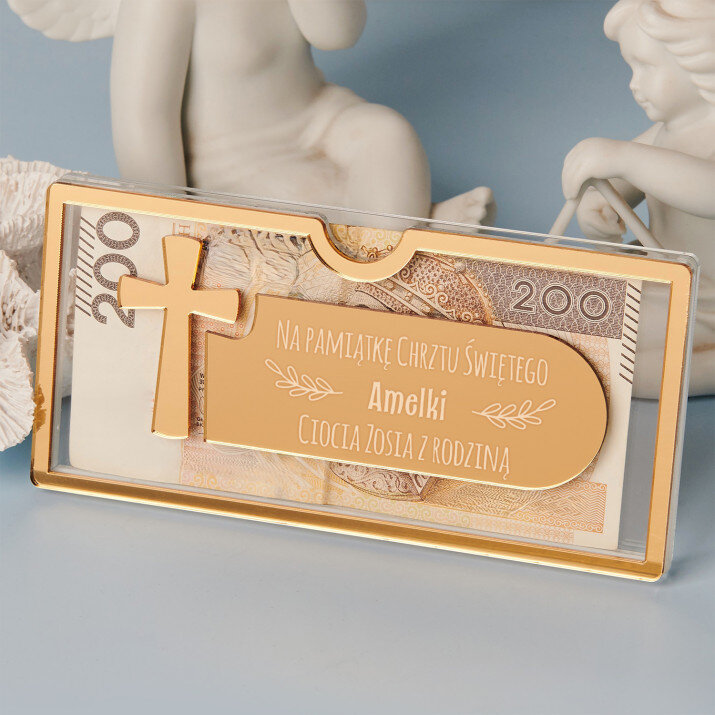 200
200
Na pamiątkę Chrztu Świętego
Amelki
Ciocia Zosia z rodziną